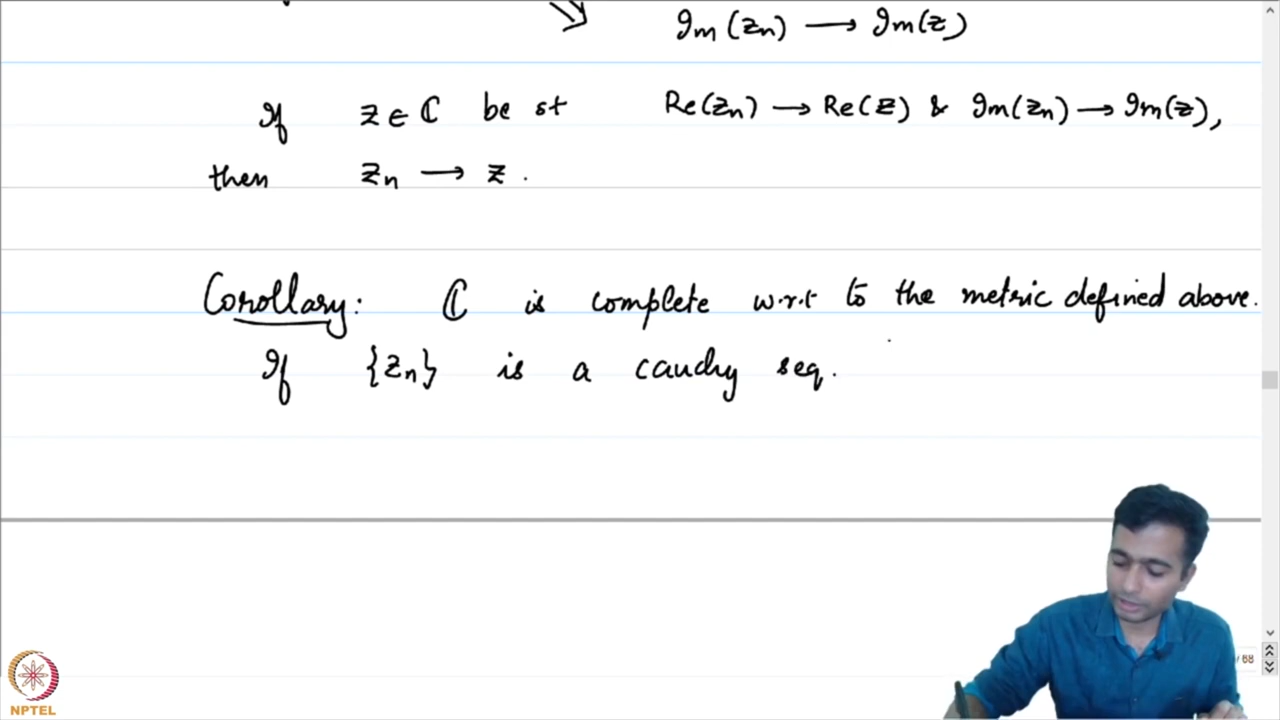 Im(zn) → Im(z)
If z ∈ ℂ be st Re(zn) → Re(z) & Im(zn) → Im(z),
then zn → z.
Corollary: ℂ is complete w.r.t to the metric defined above.
If {zn} is a cauchy seq.
/ 68
NPTEL